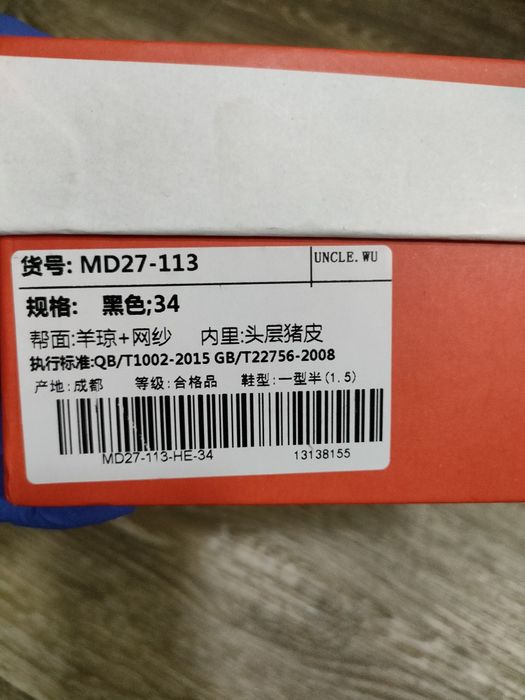 货号: MD27-113
UNCLE.WU
规格: 黑色;34
帮面:羊琼+网纱 内里:头层猪皮
执行标准:QB/T1002-2015 GB/T22756-2008
产地:成都 等级:合格品 鞋型:一型半(1.5)
MD27-113-HE-34 13138155